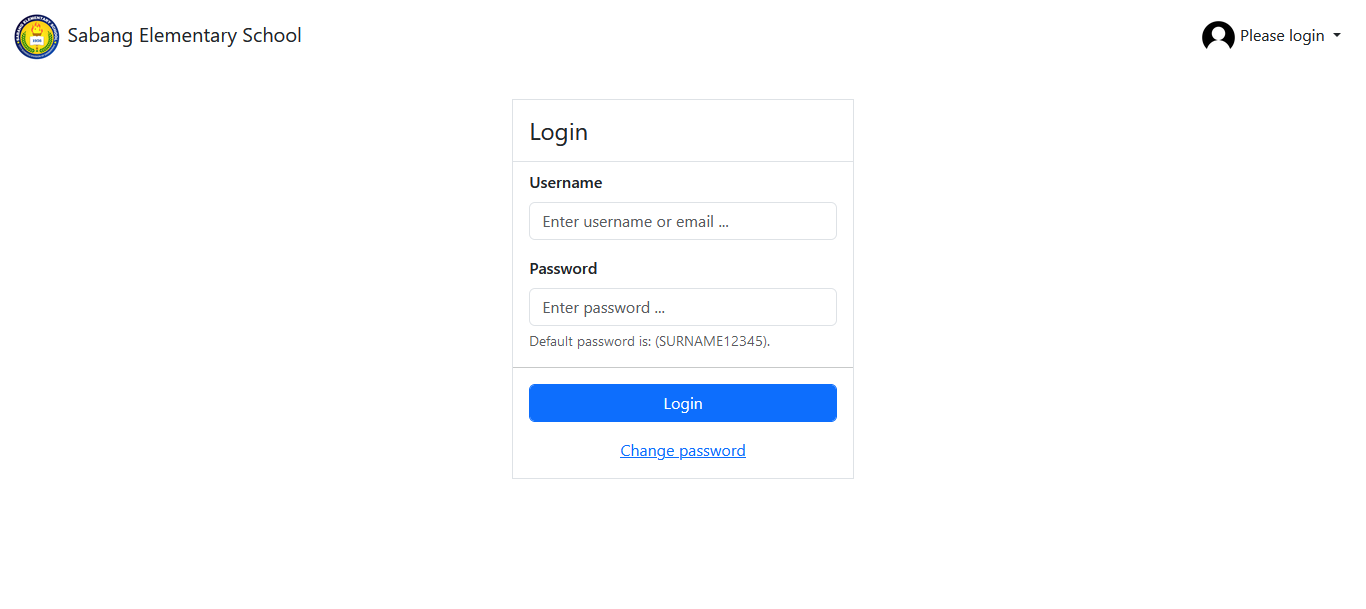 Sabang Elementary School
Please login
Login
Username
Enter username or email ...
Password
Enter password ...
Default password is: (SURNAME12345).
Login
Change password